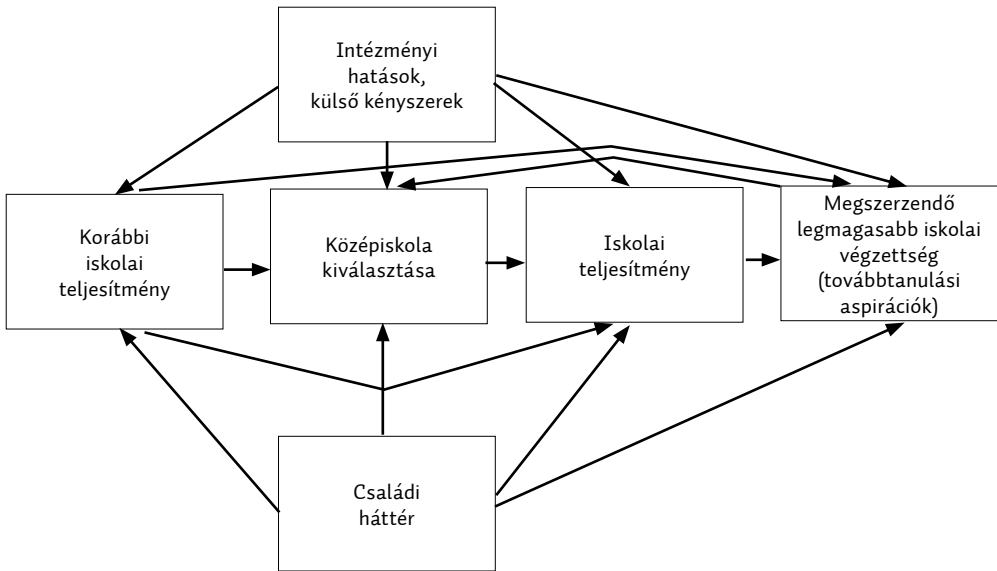 Intézményi
hatások,
külső kényszerek
Korábbi
iskolai
teljesítmény
Középiskola
kiválasztása
Iskolai
teljesítmény
Megszerzendő
legmagasabb iskolai
végzettség
(továbbtanulási
aspirációk)
Családi
háttér